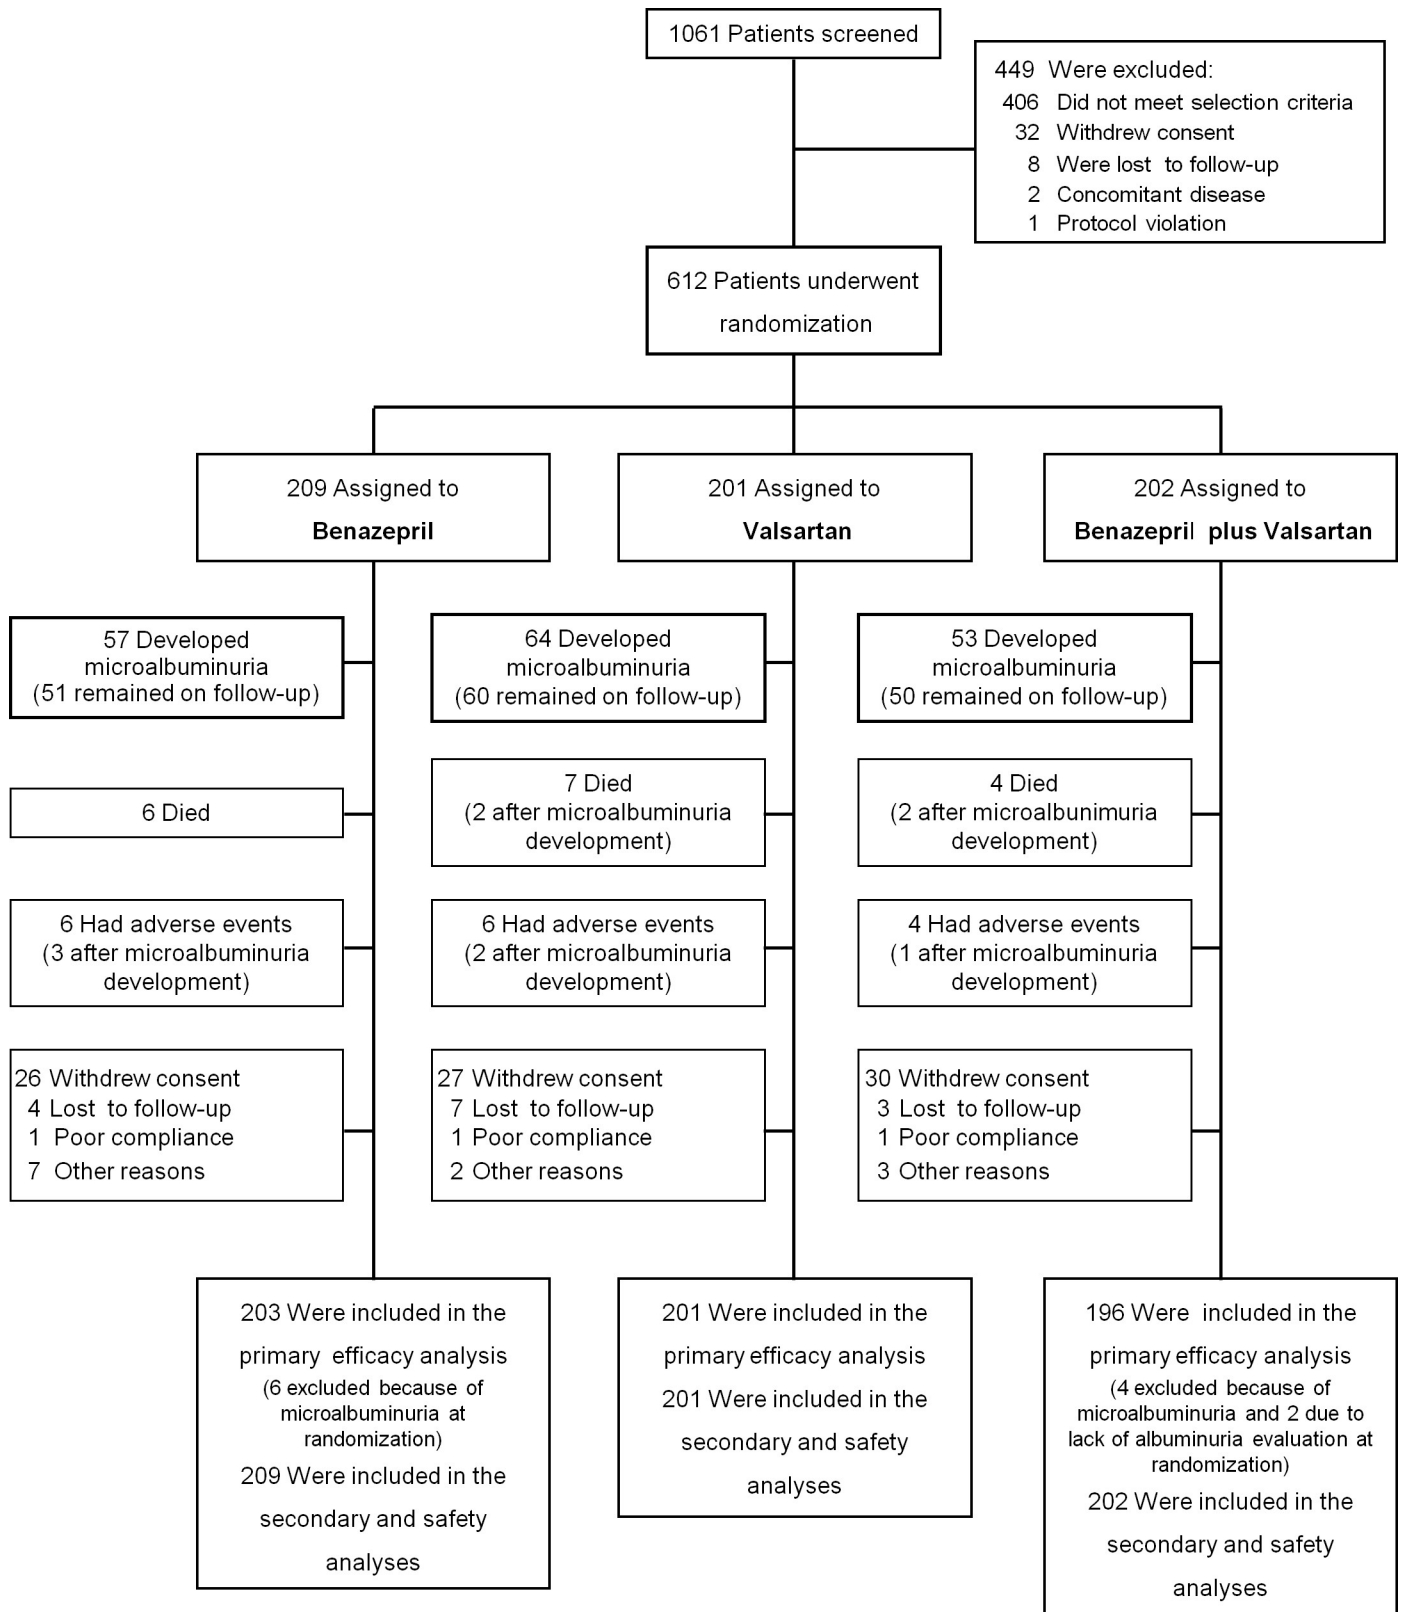 1061 Patients screened
449 Were excluded:
406 Did not meet selection criteria
32 Withdrew consent
8 Were lost to follow-up
2 Concomitant disease
1 Protocol violation
612 Patients underwent
randomization
209 Assigned to
Benazepril
201 Assigned to
Valsartan
202 Assigned to
Benazepril plus Valsartan
57 Developed
microalbuminuria
(51 remained on follow-up)
64 Developed
microalbuminuria
(60 remained on follow-up)
53 Developed
microalbuminuria
(50 remained on follow-up)
6 Died
7 Died
(2 after microalbuminuria
development)
4 Died
(2 after microalbunimuria
development)
6 Had adverse events
(3 after microalbuminuria
development)
6 Had adverse events
(2 after microalbuminuria
development)
4 Had adverse events
(1 after microalbuminuria
development)
26 Withdrew consent
4 Lost to follow-up
1 Poor compliance
7 Other reasons
27 Withdrew consent
7 Lost to follow-up
1 Poor compliance
2 Other reasons
30 Withdrew consent
3 Lost to follow-up
1 Poor compliance
3 Other reasons
203 Were included in the
primary efficacy analysis
(6 excluded because of
microalbuminuria at
randomization)
209 Were included in the
secondary and safety
analyses
201 Were included in the
primary efficacy analysis
201 Were included in the
secondary and safety
analyses
196 Were included in the
primary efficacy analysis
(4 excluded because of
microalbuminuria and 2 due to
lack of albuminuria evaluation at
randomization)
202 Were included in the
secondary and safety
analyses